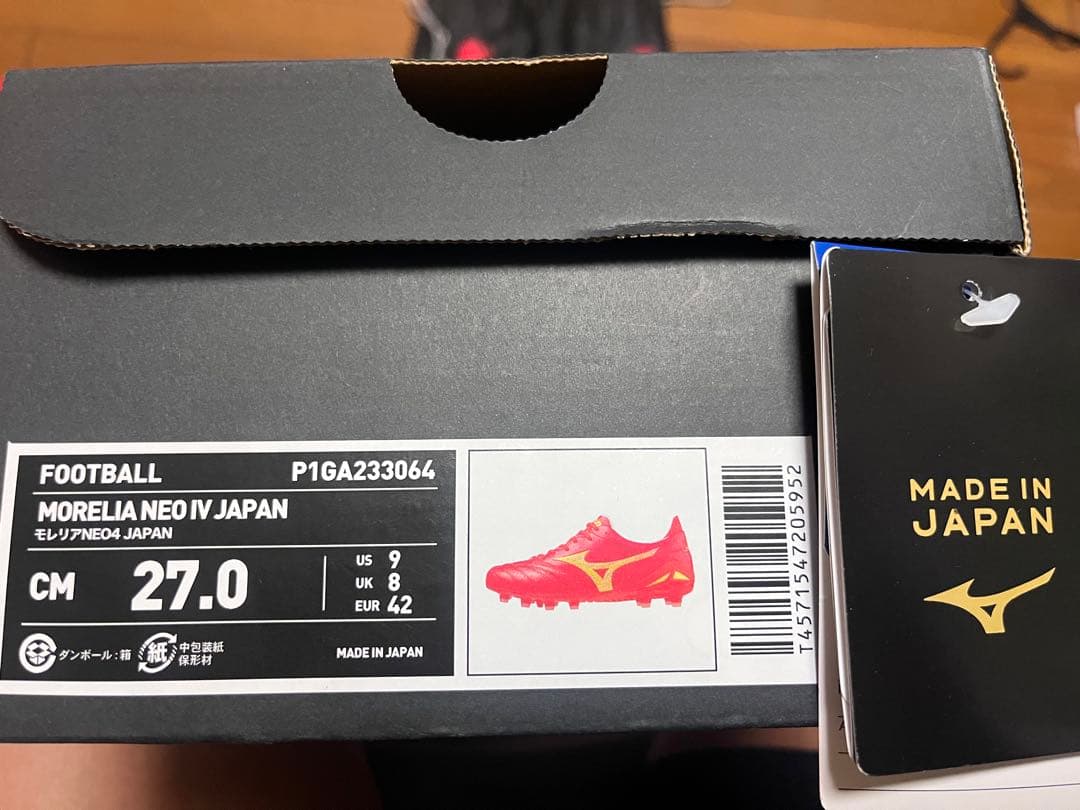 FOOTBALL P1GA233064
MORELIA NEO IV JAPAN
モレリアNEO4 JAPAN
CM 27.0
US 9
UK 8
EUR 42
ダンボール:箱
紙 中包装紙
保形材
MADE IN JAPAN
T4571547205952
MADE IN
JAPAN